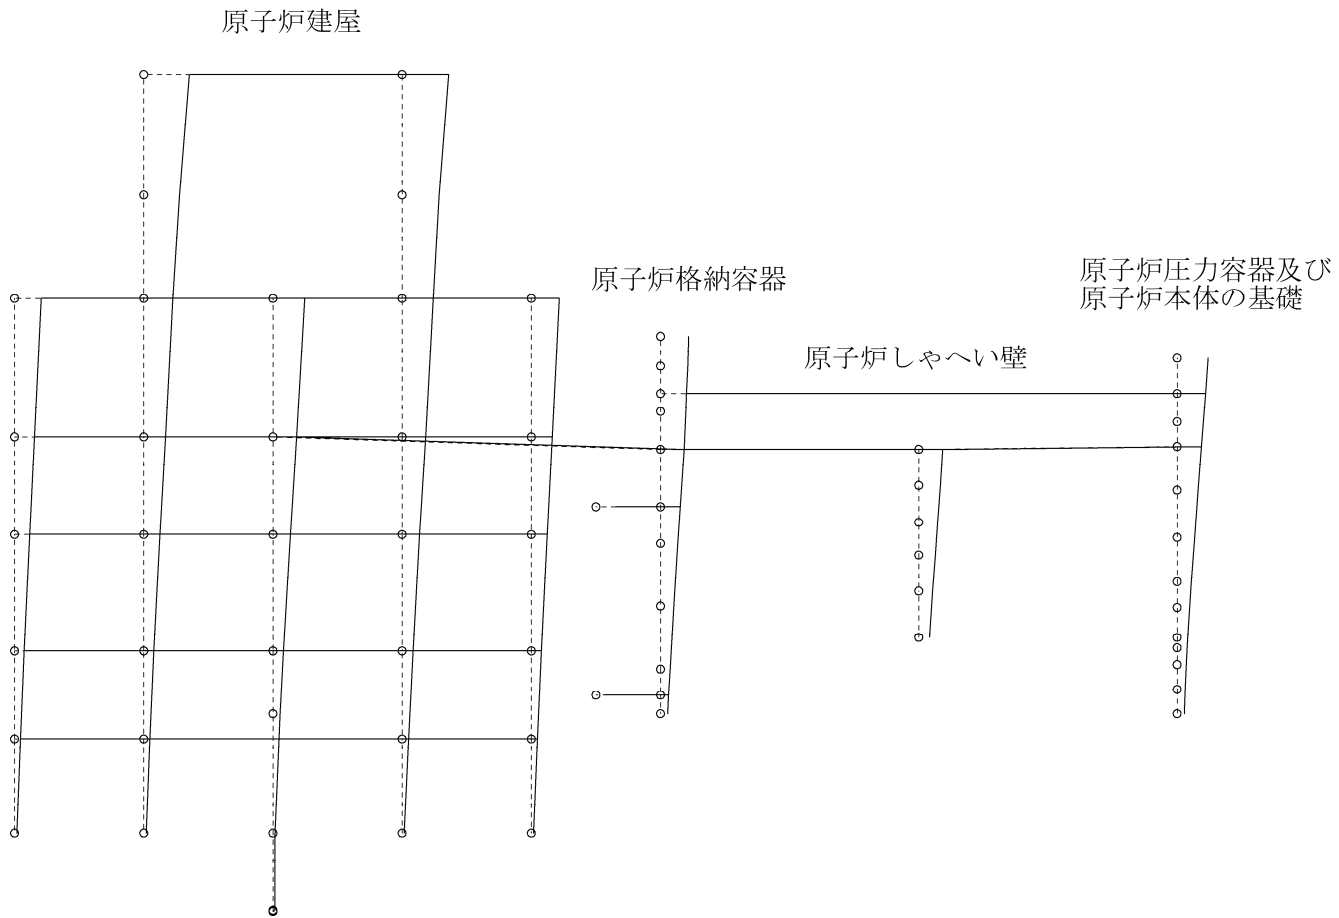 原子炉建屋
原子炉格納容器
原子炉圧力容器及び
原子炉本体の基礎
原子炉しゃへい壁